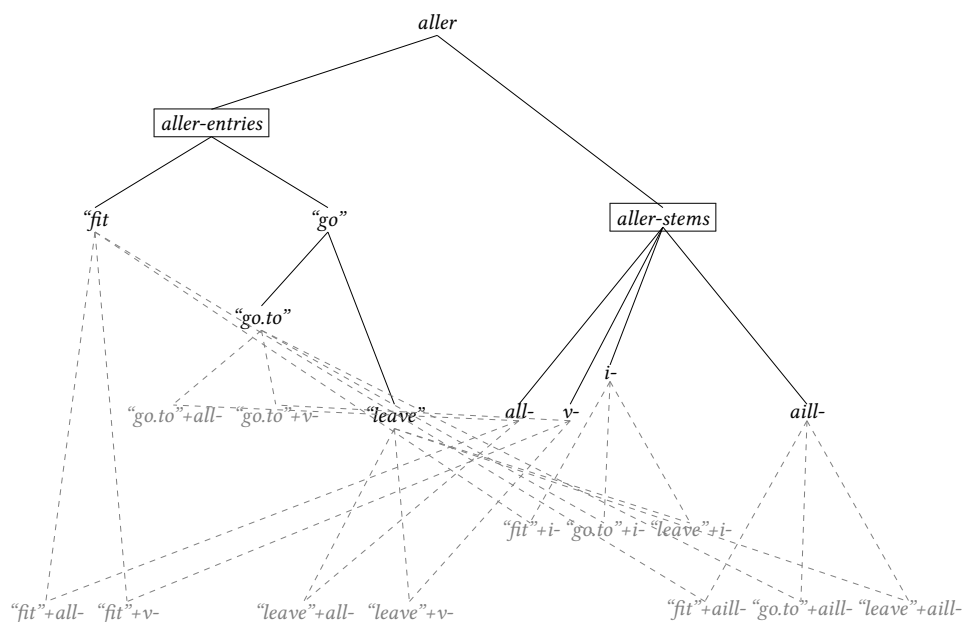 aller
aller-entries
“fit
“go”
aller-stems
“go.to”
i-
“go.to”+all-
“go.to”+v-
“leave”
all-
v-
aill-
“fit”+i-
“go.to”+i-
“leave”+i-
“fit”+all-
“fit”+v-
“leave”+all-
“leave”+v-
“fit”+aill-
“go.to”+aill-
“leave”+aill-